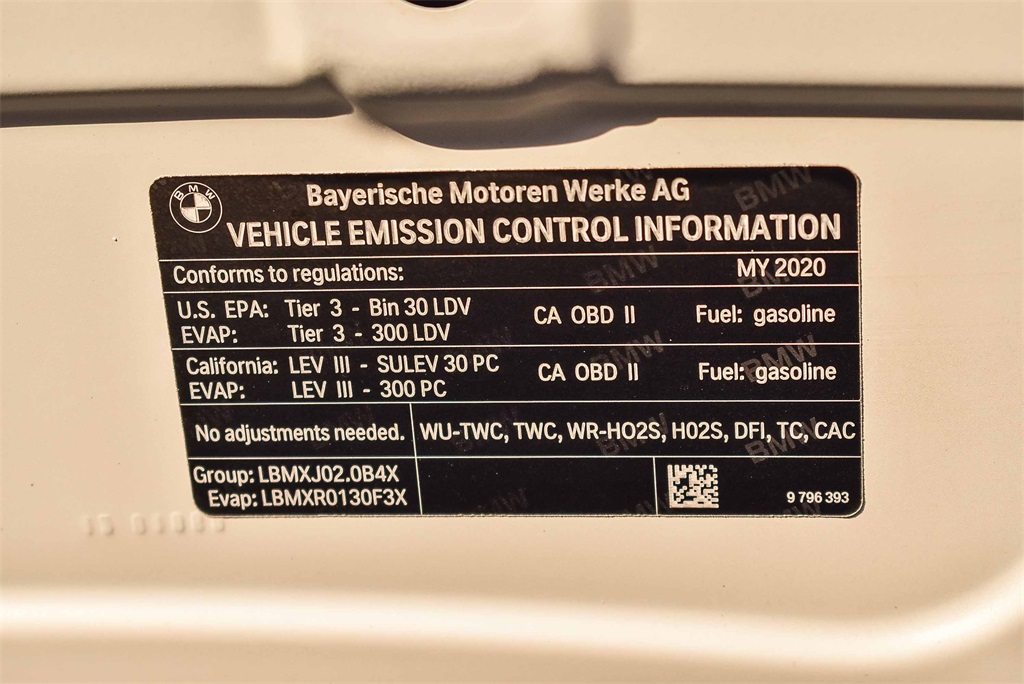 BMW
Bayerische Motoren Werke AG
VEHICLE EMISSION CONTROL INFORMATION
Conforms to regulations: MY 2020
U.S. EPA: Tier 3 - Bin 30 LDV CA OBD II Fuel: gasoline
EVAP: Tier 3 - 300 LDV
California: LEV III - SULEV 30 PC CA OBD II Fuel: gasoline
EVAP: LEV III - 300 PC
No adjustments needed. WU-TWC, TWC, WR-HO2S, HO2S, DFI, TC, CAC
Group: LBMXJ02.0B4X
Evap: LBMXR0130F3X
9 796 393